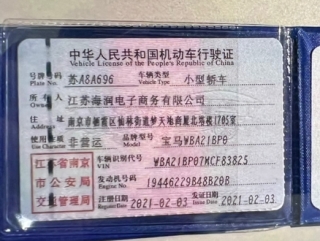 中华人民共和国机动车行驶证
Vehicle License of the People's Republic of China
号牌号码 苏A8A696 车辆类型 小型轿车
Plate No. Vehicle Type
所有人 江苏海润电子商务有限公司
Owner
住址 南京市栖霞区仙林街道梦天地商厦北塔楼1705室
Address
使用性质 非营运 品牌型号 宝马WBA21BP0
Use Character Model
江苏省南京市公安局交通管理局
车辆识别代号 WBA21BP07MCF83825
VIN
发动机号码 19446229B48B20B
Engine No.
注册日期 2021-02-03 发证日期 2021-02-03
Register Date Issue Date